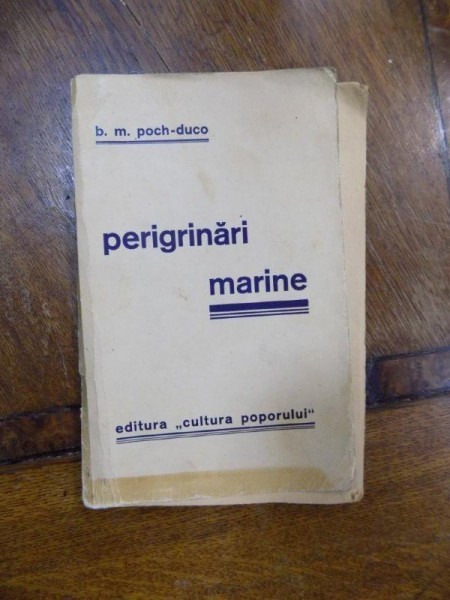 b. m. poch-duco
perigrinări
marine
editura „cultura poporului"